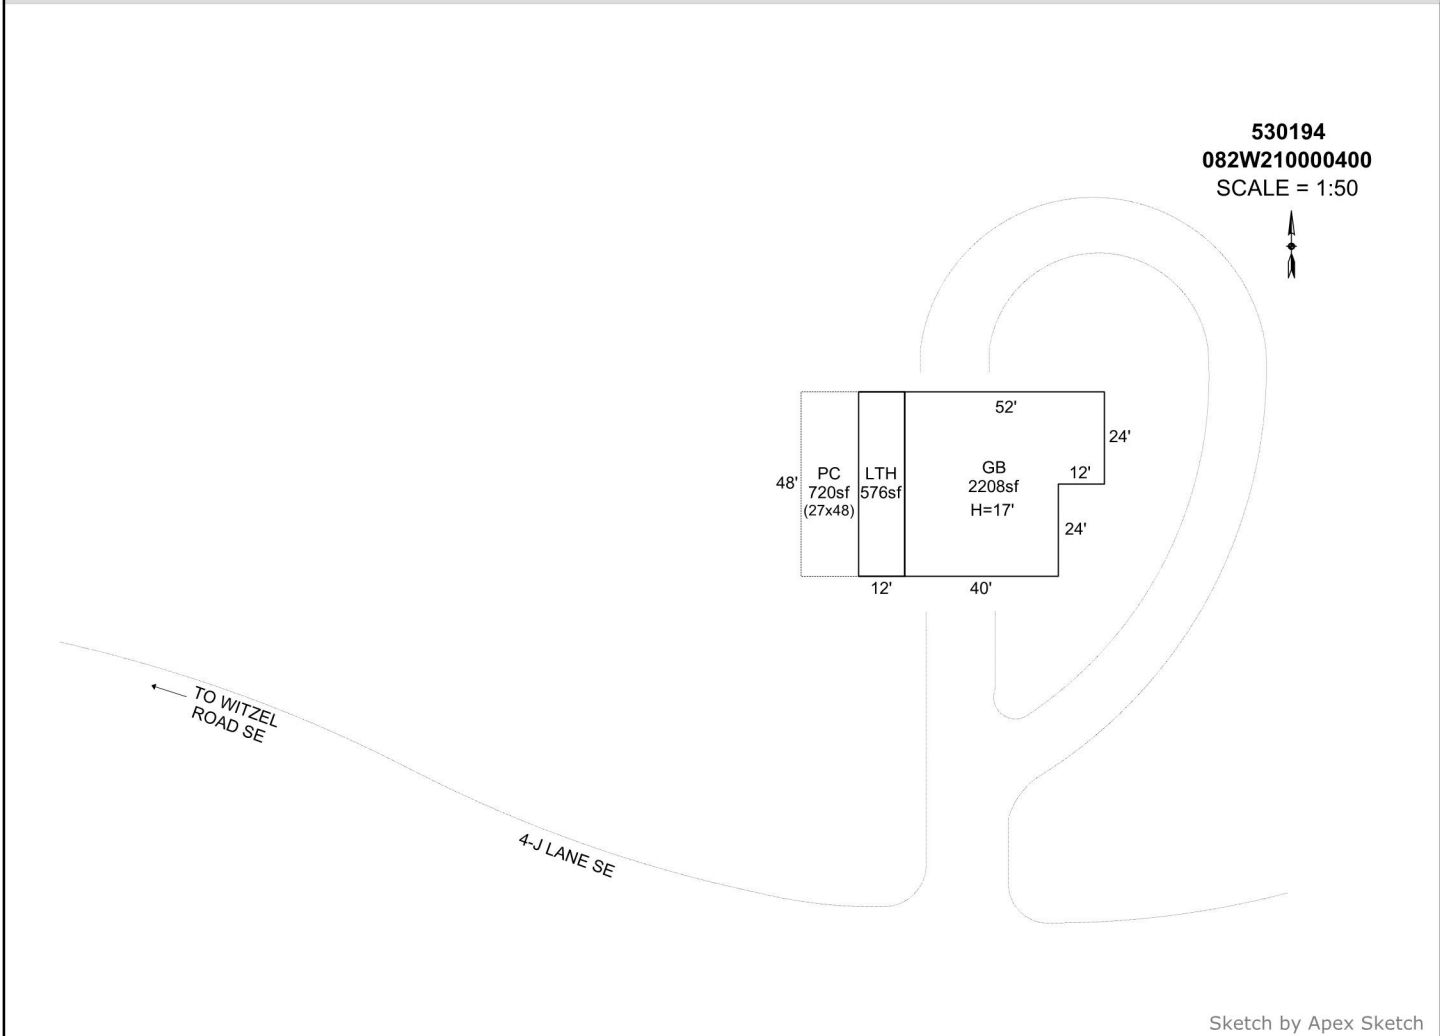 530194
082W210000400
SCALE = 1:50
52'
24'
12'
48'
PC
720sf
(27x48)
LTH
576sf
GB
2208sf
H=17'
24'
12'
40'
TO WITZEL
ROAD SE
4-J LANE SE
Sketch by Apex Sketch